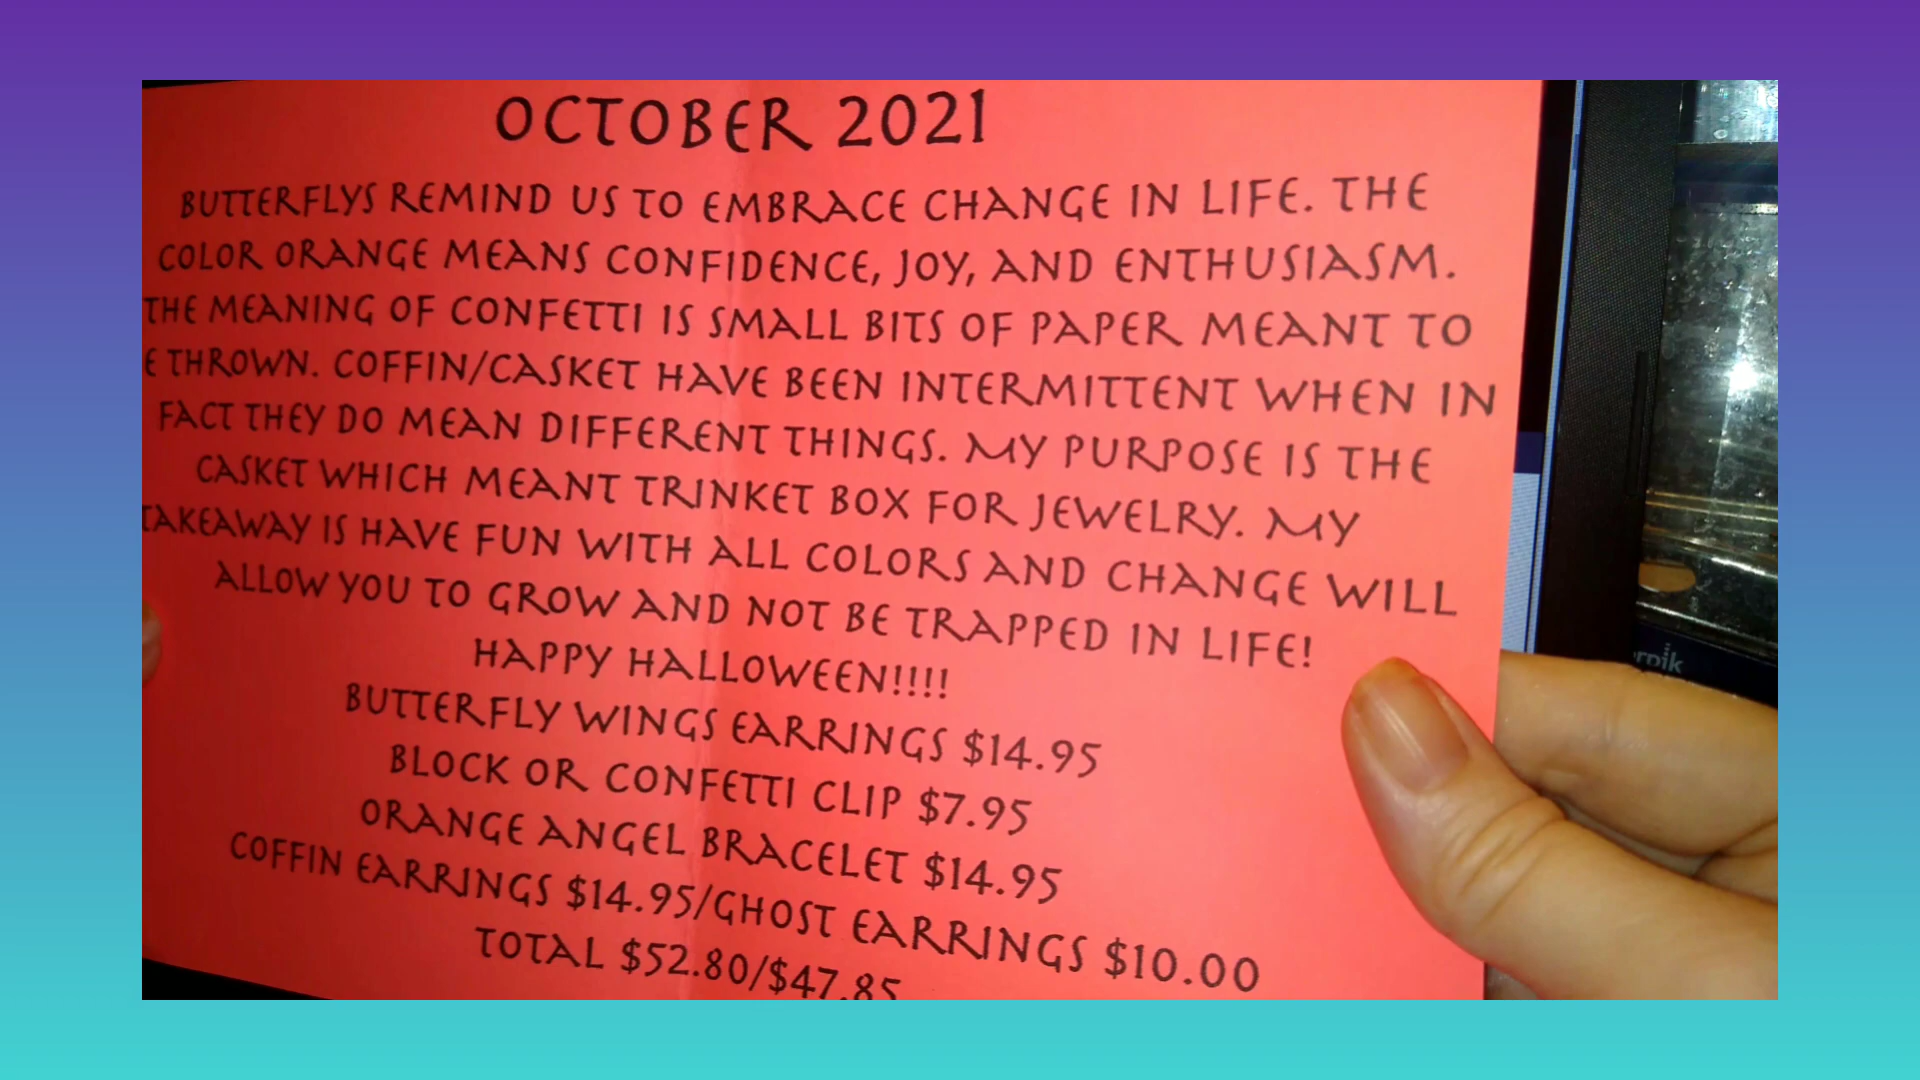 OCTOBER 2021
BUTTERFLYS REMIND US TO EMBRACE CHANGE IN LIFE. THE
COLOR ORANGE MEANS CONFIDENCE, JOY, AND ENTHUSIASM.
THE MEANING OF CONFETTI IS SMALL BITS OF PAPER MEANT TO
E THROWN. COFFIN/CASKET HAVE BEEN INTERMITTENT WHEN IN
FACT THEY DO MEAN DIFFERENT THINGS. MY PURPOSE IS THE
CASKET WHICH MEANT TRINKET BOX FOR JEWELRY. MY
TAKEAWAY IS HAVE FUN WITH ALL COLORS AND CHANGE WILL
ALLOW YOU TO GROW AND NOT BE TRAPPED IN LIFE!
HAPPY HALLOWEEN!!!!
BUTTERFLY WINGS EARRINGS $14.95
BLOCK OR CONFETTI CLIP $7.95
ORANGE ANGEL BRACELET $14.95
COFFIN EARRINGS $14.95/GHOST EARRINGS $10.00
TOTAL $52.80/$47.85